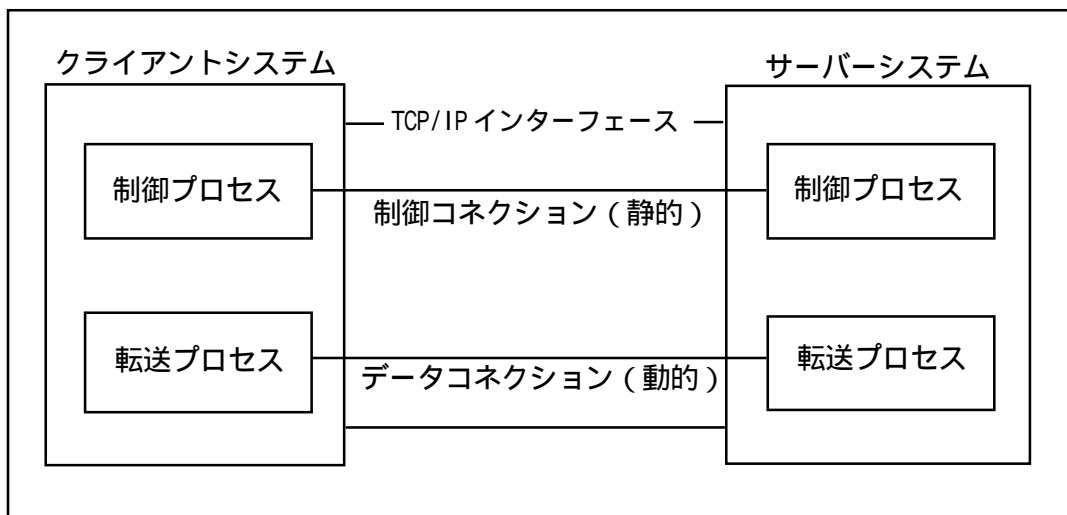 クライアントシステム
サーバーシステム
TCP/IP インターフェース
制御プロセス
制御プロセス
制御コネクション ( 静的 )
転送プロセス
転送プロセス
データコネクション ( 動的 )